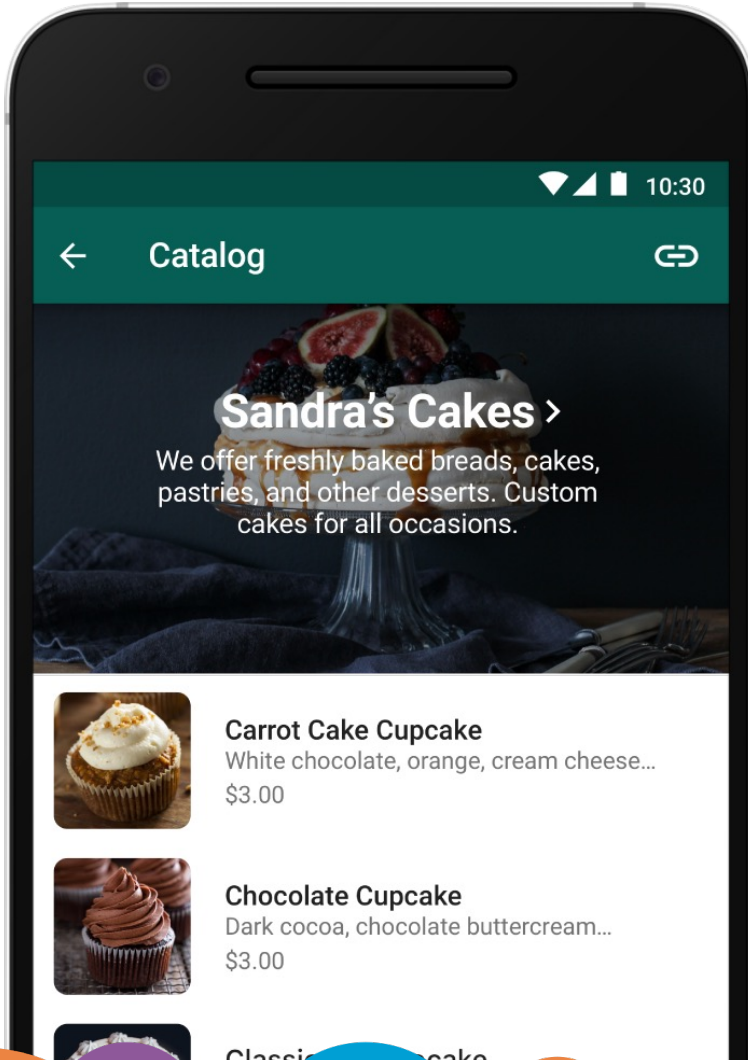 10:30
Catalog
Sandra’s Cakes
We offer freshly baked breads, cakes,
pastries, and other desserts. Custom
cakes for all occasions.
Carrot Cake Cupcake
White chocolate, orange, cream cheese…
$3.00
Chocolate Cupcake
Dark cocoa, chocolate buttercream…
$3.00